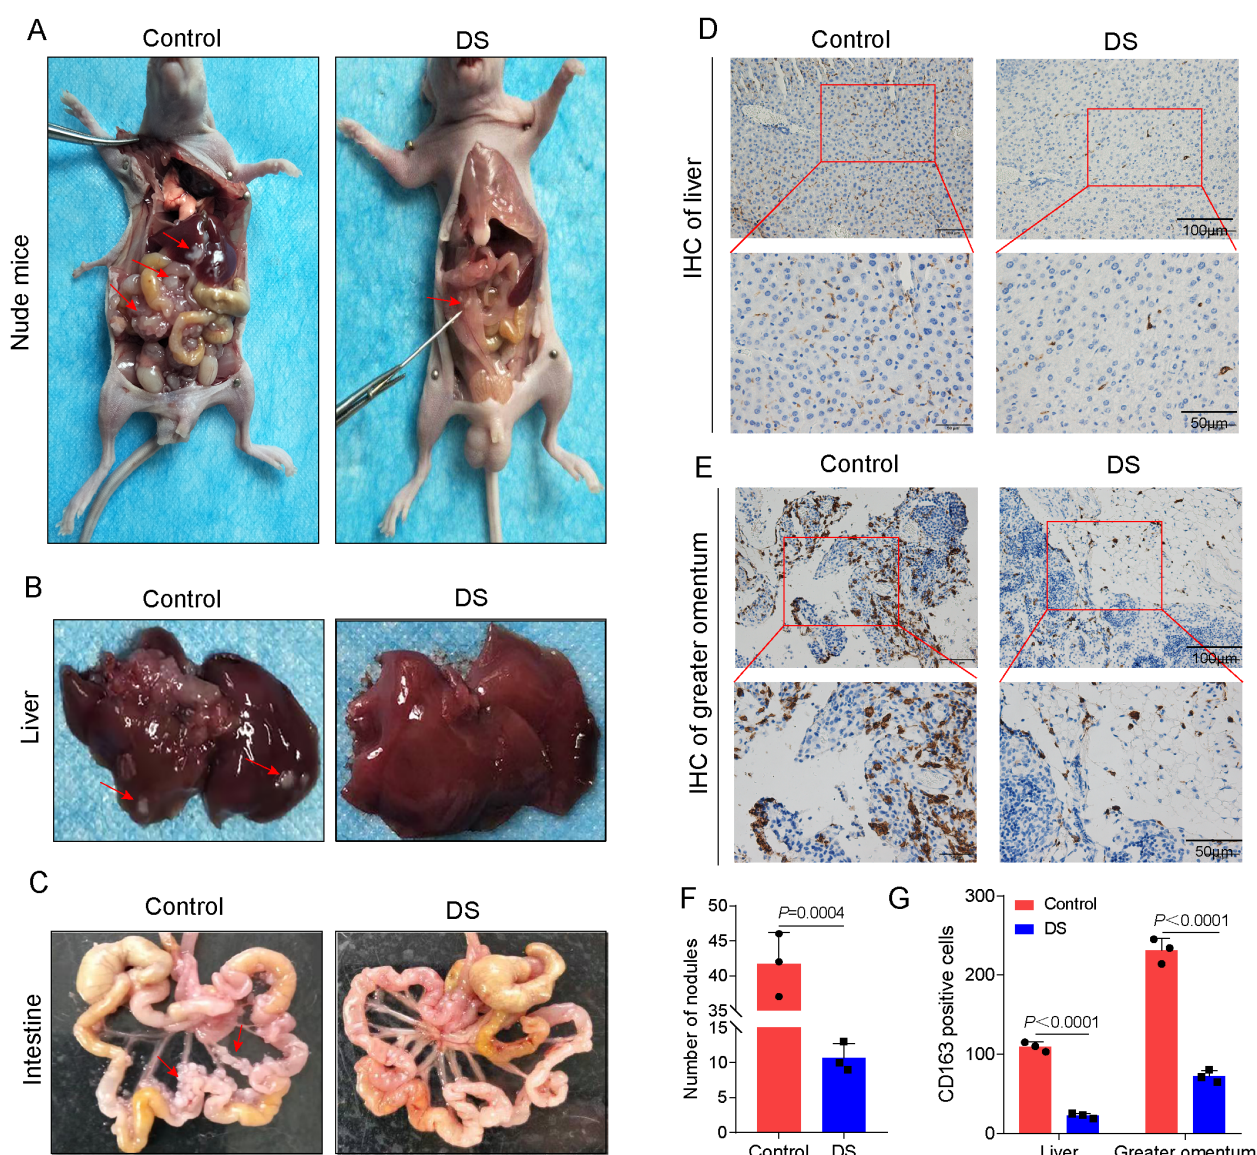 A
Control
DS
Nude mice
B
Control
DS
Liver
C
Control
DS
Intestine
D
Control
DS
IHC of liver
100μm
50μm
E
Control
DS
IHC of greater omentum
100μm
50μm
F
Number of nodules
50
45
40
35
15
10
5
0
P=0.0004
Control
DS
G
CD163 positive cells
300
200
100
0
Control
DS
P<0.0001
P<0.0001
Liver
Greater omentum